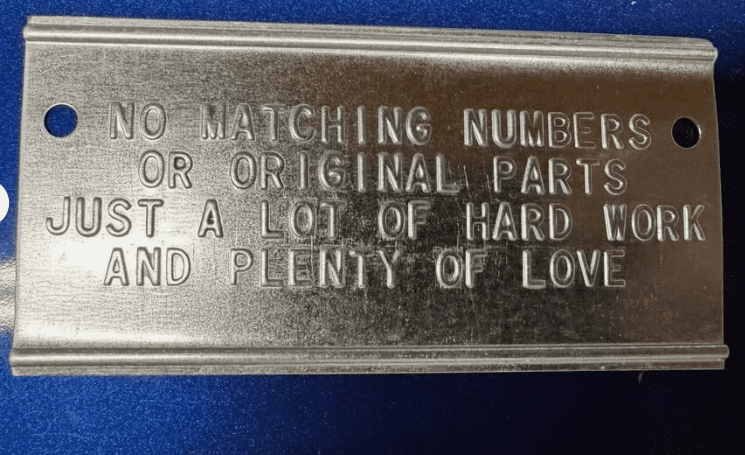 NO MATCHING NUMBERS
OR ORIGINAL PARTS
JUST A LOT OF HARD WORK
AND PLENTY OF LOVE